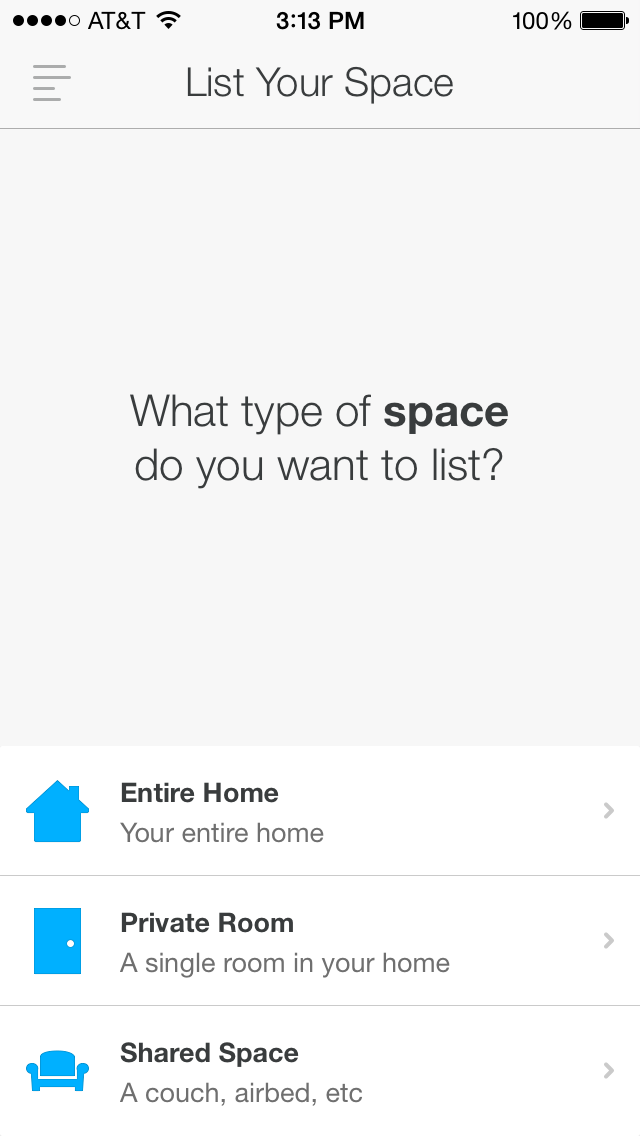 AT&T 3:13 PM 100%
List Your Space
What type of space
do you want to list?
Entire Home
Your entire home
Private Room
A single room in your home
Shared Space
A couch, airbed, etc